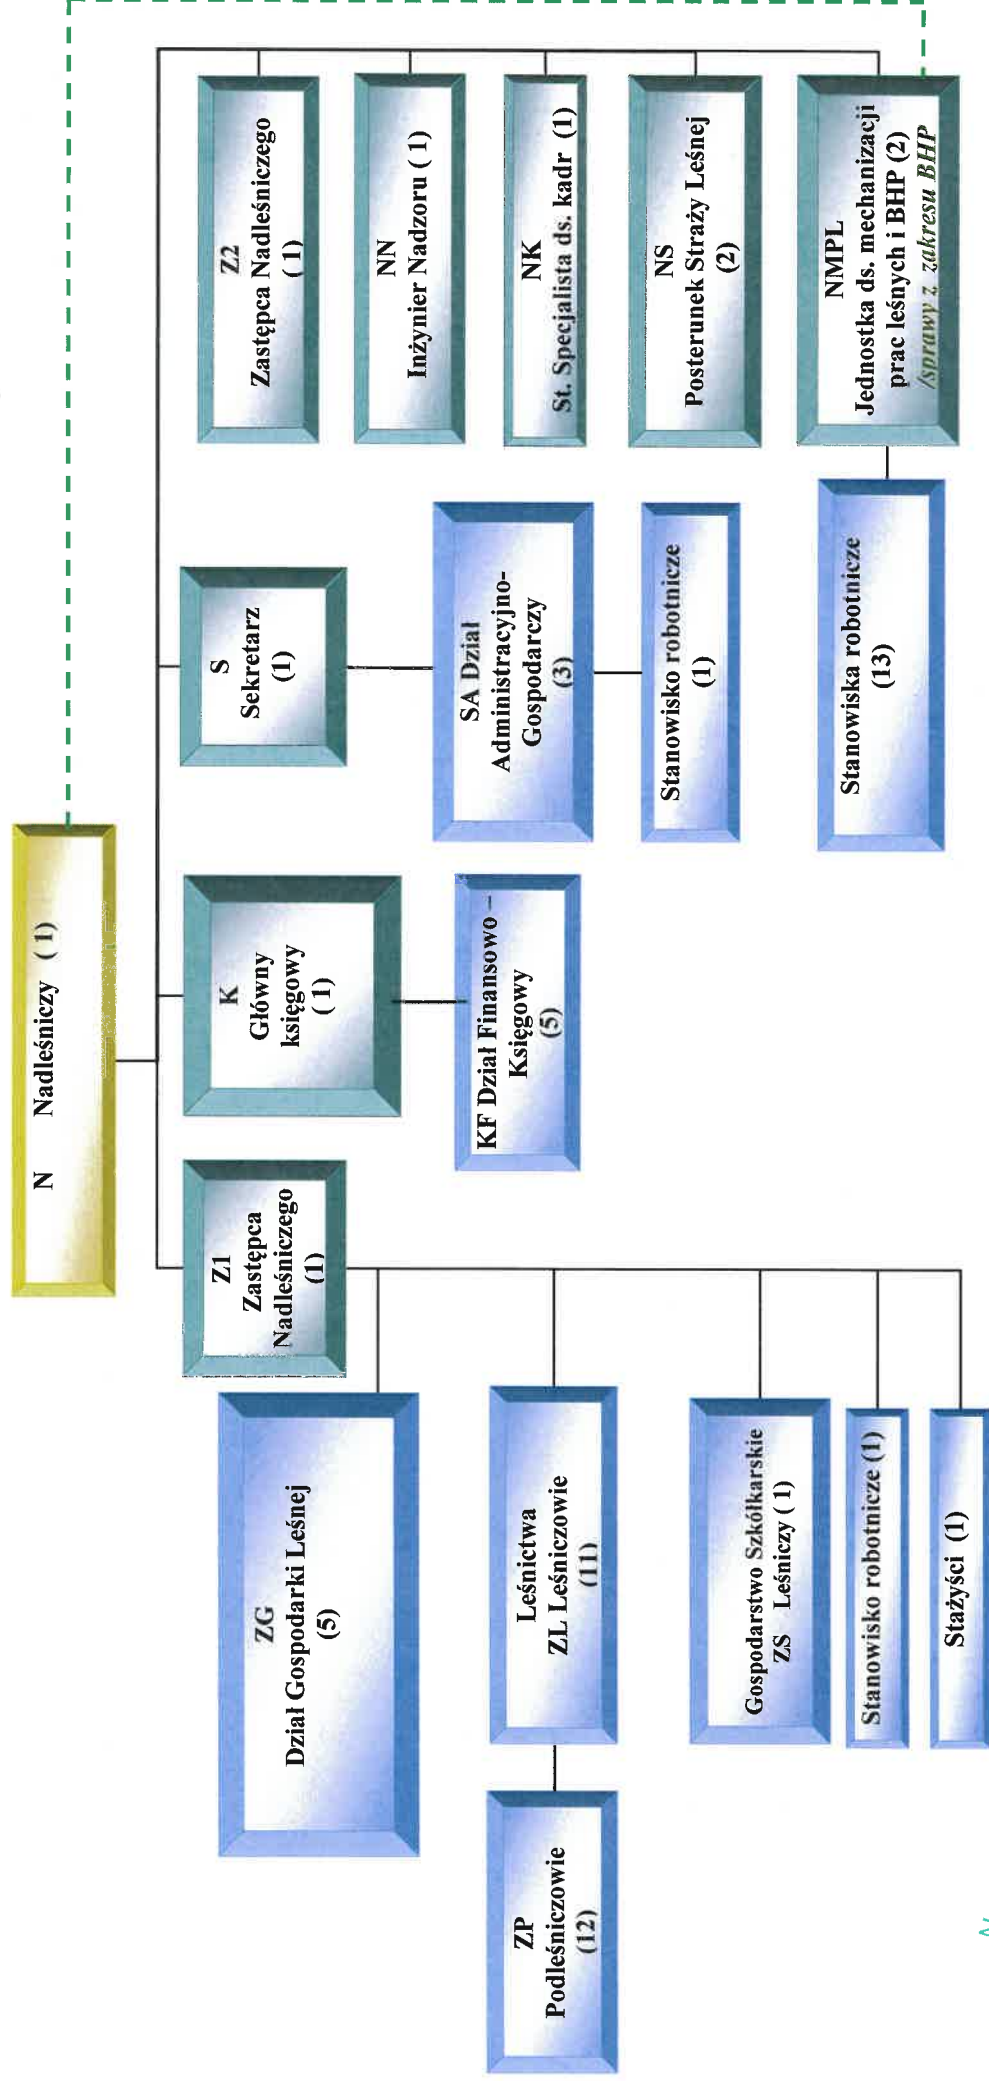 N Nadleśniczy ( 1)
Z1
Zastępca
Nadleśniczego
(1)
K
Główny
księgowy
( 1)
S
Sekretarz
(1)
Z2
Zastępca Nadleśniczego
( 1)
NN
Inżynier Nadzoru ( 1)
NK
St. Specjalista ds. kadr (1)
NS
Posterunek Straży Leśnej
(2)
NMPL
Jednostka ds. mechanizacji
prac leśnych i BHP (2)
/sprawy z zakresu BHP
ZG
Dział Gospodarki Leśnej
(5)
KF Dział Finansowo –
Księgowy
(5)
SA Dział
Administracyjno-
Gospodarczy
(3)
Stanowisko robotnicze
(1)
Stanowiska robotnicze
(13)
ZP
Podleśniczowie
(12)
Leśnictwa
ZL Leśniczowie
(11)
Gospodarstwo Szkółkarskie
ZS Leśniczy ( 1)
Stanowisko robotnicze (1)
Stażyści (1)